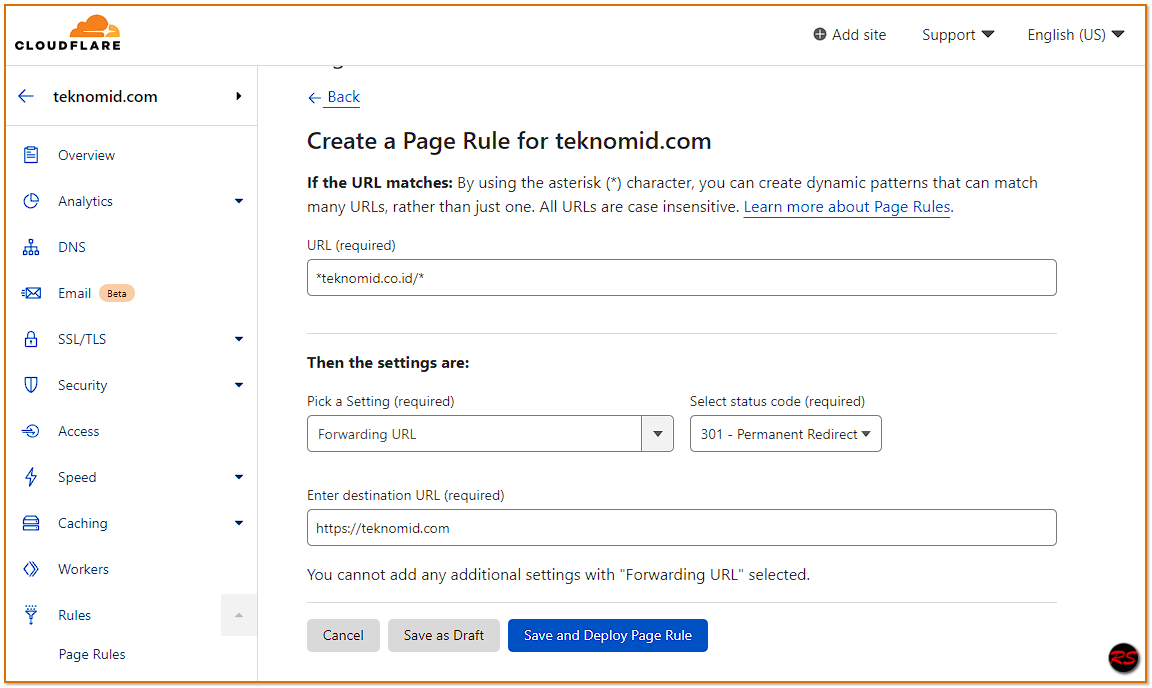 CLOUDFLARE
Add site
Support
English (US)
teknomid.com
Overview
Analytics
DNS
Email Beta
SSL/TLS
Security
Access
Speed
Caching
Workers
Rules
Page Rules
Back
Create a Page Rule for teknomid.com
If the URL matches: By using the asterisk (*) character, you can create dynamic patterns that can match
many URLs, rather than just one. All URLs are case insensitive. Learn more about Page Rules.
URL (required)
*teknomid.co.id/*
Then the settings are:
Pick a Setting (required)
Select status code (required)
Forwarding URL
301 - Permanent Redirect
Enter destination URL (required)
https://teknomid.com
You cannot add any additional settings with "Forwarding URL" selected.
Cancel
Save as Draft
Save and Deploy Page Rule
RS